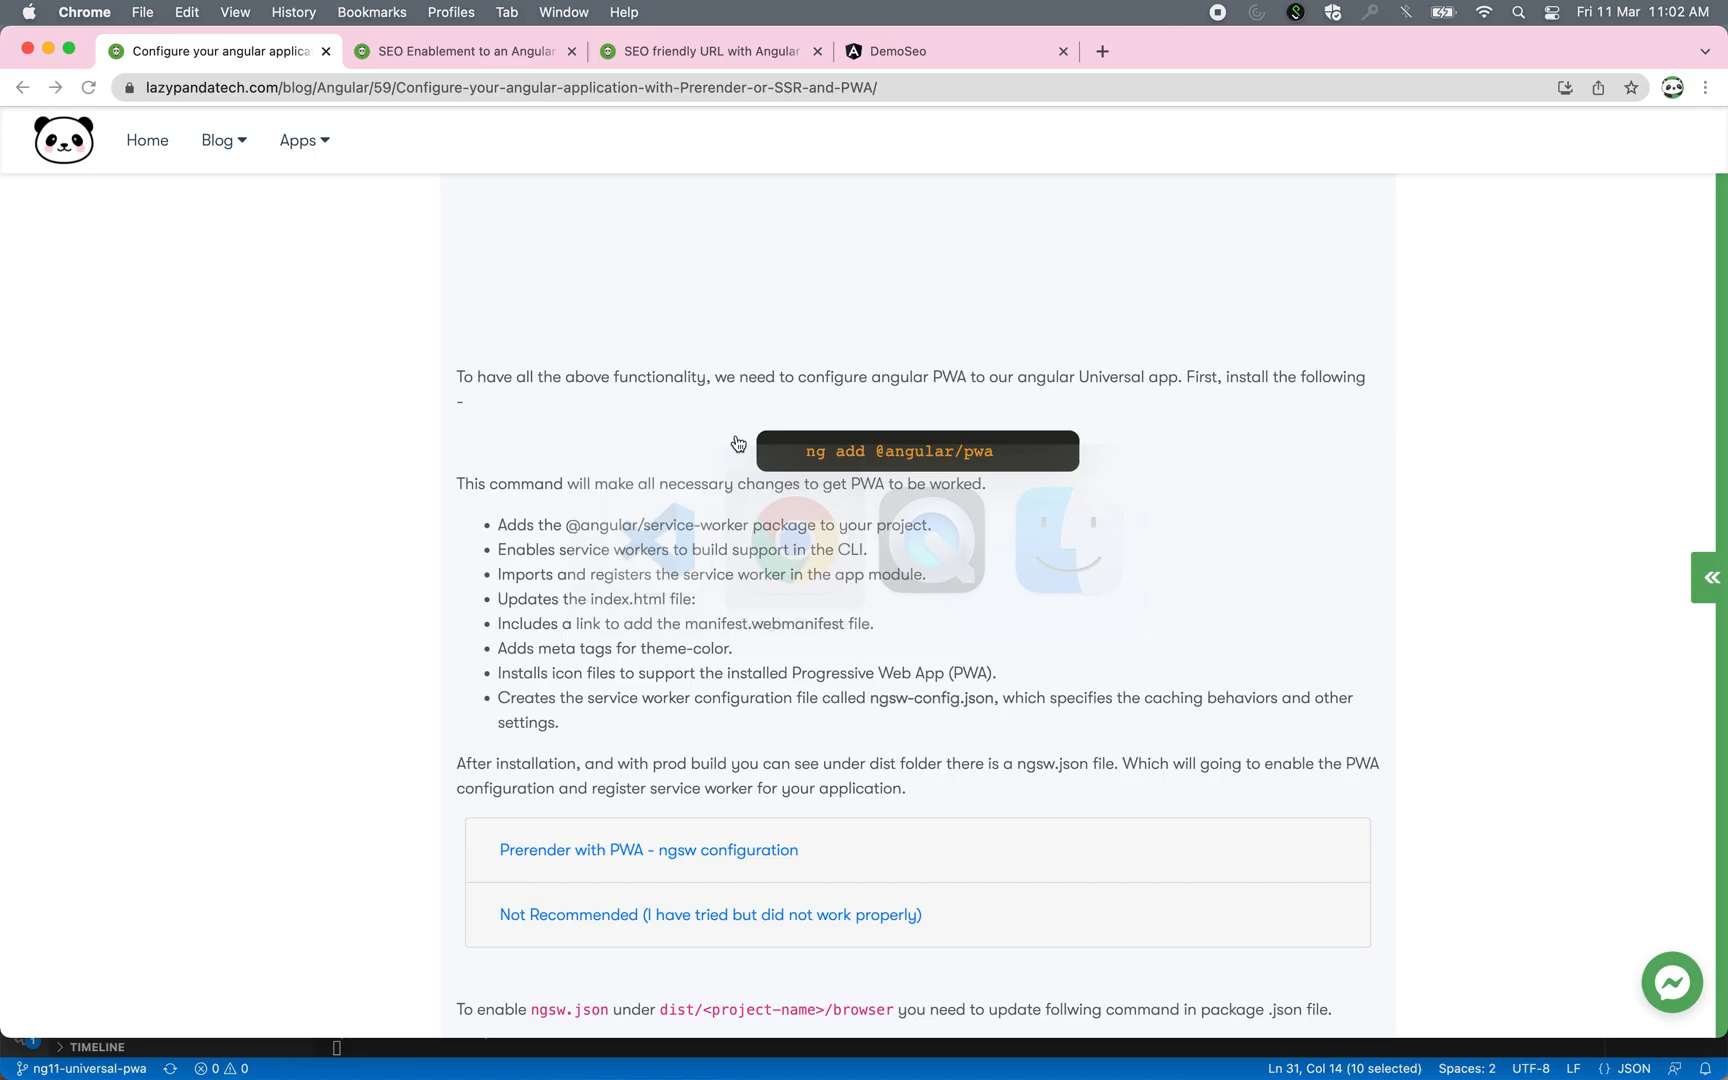 Chrome File Edit View History Bookmarks Profiles Tab Window Help Fri 11 Mar 11:02 AM
Configure your angular applica SEO Enablement to an Angular SEO friendly URL with Angular DemoSeo
lazypandatech.com/blog/Angular/59/Configure-your-angular-application-with-Prerender-or-SSR-and-PWA/
Home Blog Apps
To have all the above functionality, we need to configure angular PWA to our angular Universal app. First, install the following
-
ng add @angular/pwa
This command will make all necessary changes to get PWA to be worked.
• Adds the @angular/service-worker package to your project.
• Enables service workers to build support in the CLI.
• Imports and registers the service worker in the app module.
• Updates the index.html file:
• Includes a link to add the manifest.webmanifest file.
• Adds meta tags for theme-color.
• Installs icon files to support the installed Progressive Web App (PWA).
• Creates the service worker configuration file called ngsw-config.json, which specifies the caching behaviors and other
settings.
After installation, and with prod build you can see under dist folder there is a ngsw.json file. Which will going to enable the PWA
configuration and register service worker for your application.
Prerender with PWA - ngsw configuration
Not Recommended (I have tried but did not work properly)
To enable ngsw.json under dist/<project-name>/browser you need to update follwing command in package .json file.
TIMELINE
ng11-universal-pwa 0 0 Ln 31, Col 14 (10 selected) Spaces: 2 UTF-8 LF {} JSON